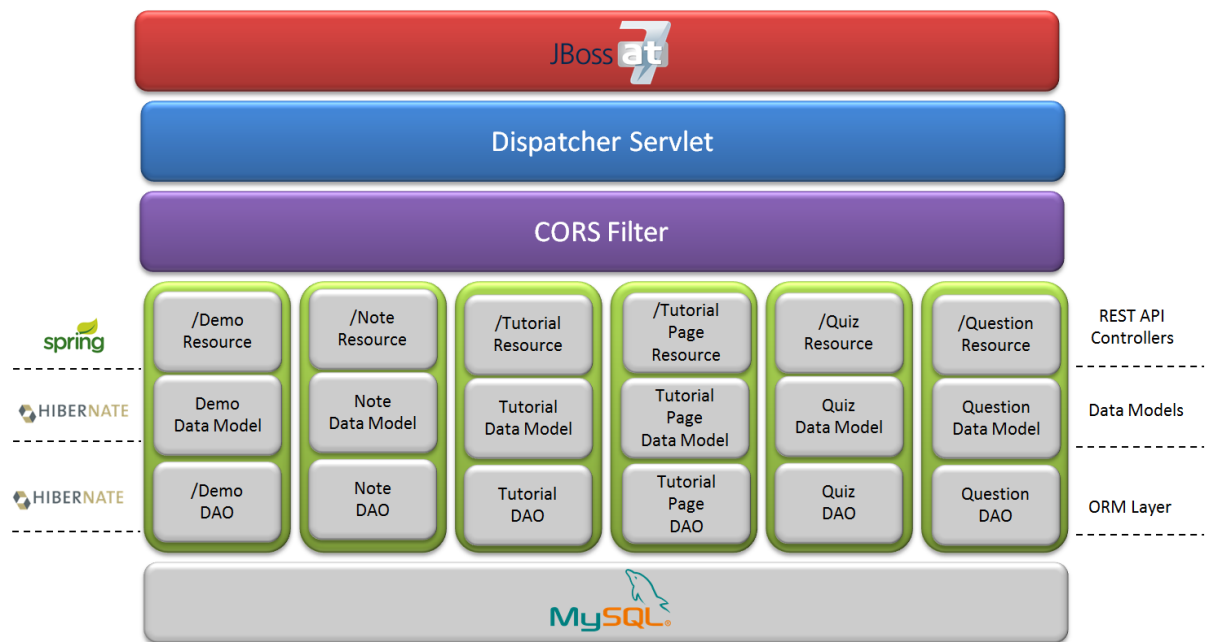 JBoss at 7
Dispatcher Servlet
CORS Filter
spring
/Demo
Resource
/Note
Resource
/Tutorial
Resource
/Tutorial
Page
Resource
/Quiz
Resource
/Question
Resource
REST API
Controllers
HIBERNATE
Demo
Data Model
Note
Data Model
Tutorial
Data Model
Tutorial
Page
Data Model
Quiz
Data Model
Question
Data Model
Data Models
HIBERNATE
/Demo
DAO
Note
DAO
Tutorial
DAO
Tutorial
Page
DAO
Quiz
DAO
Question
DAO
ORM Layer
MySQL®